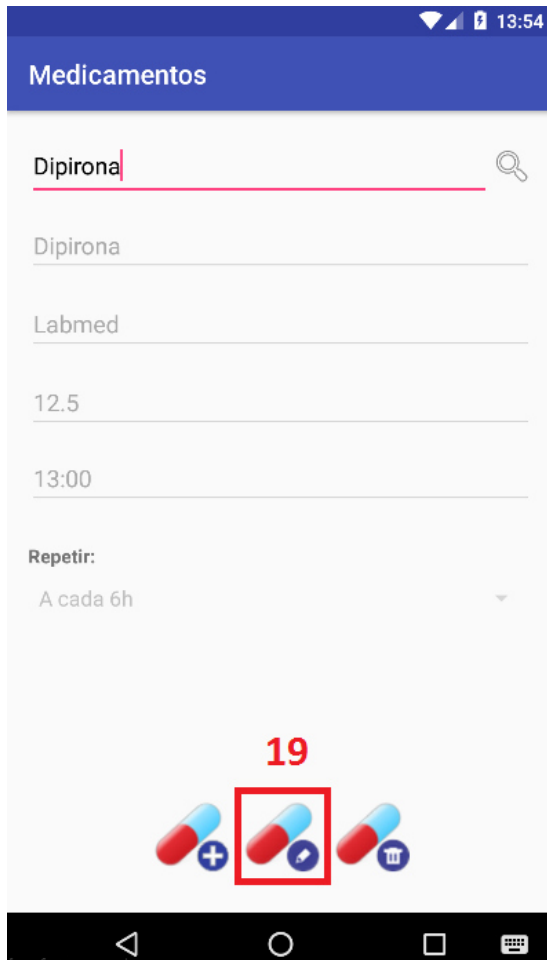 13:54
Medicamentos
Dipirona
Dipirona
Labmed
12.5
13:00
Repetir:
A cada 6h
19